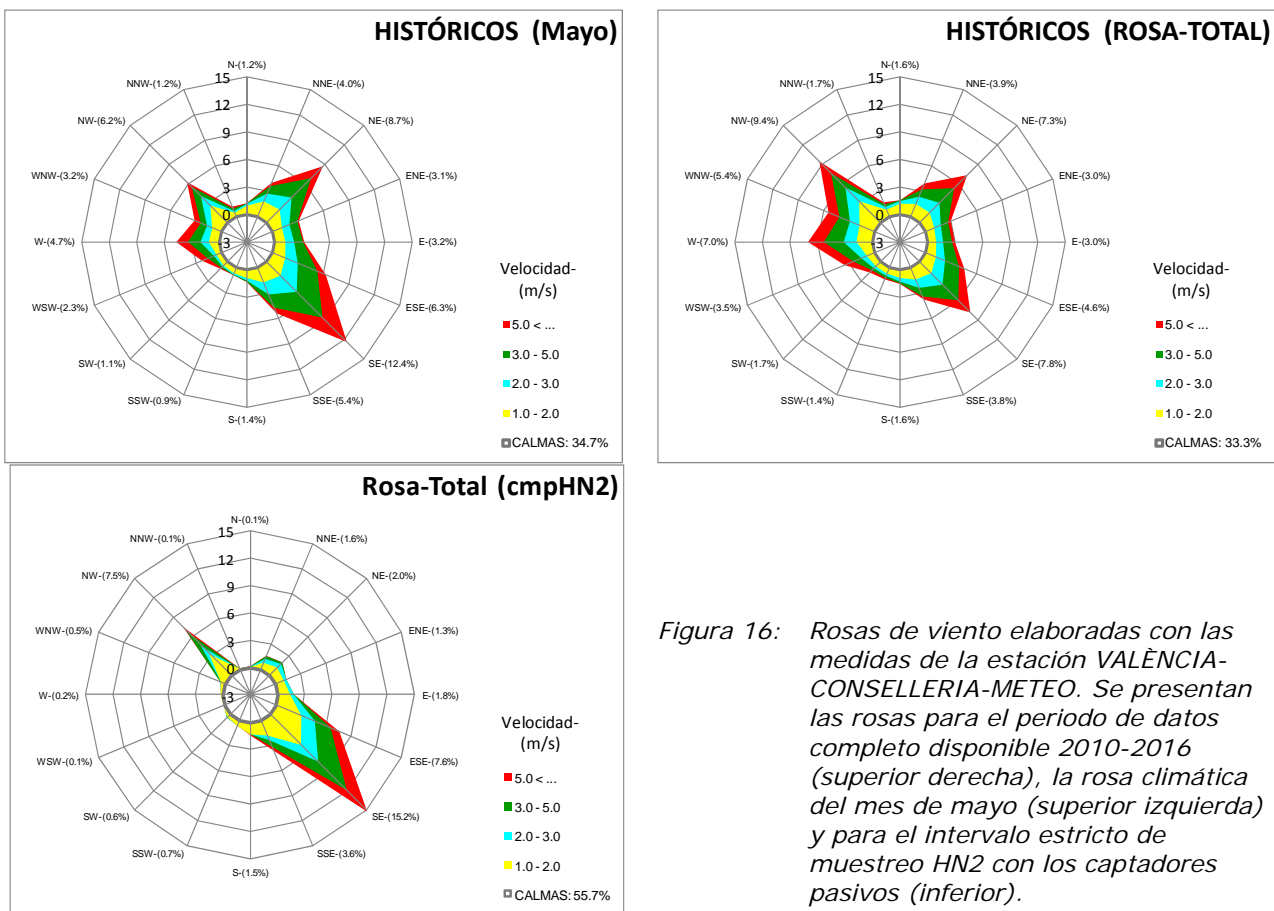 HISTÓRICOS (Mayo)
N-(1.2%)
NNW-(1.2%)
NNE-(4.0%)
NW-(6.2%)
NE-(8.7%)
WNW-(3.2%)
ENE-(3.1%)
W-(4.7%)
E-(3.2%)
WSW-(2.3%)
ESE-(6.3%)
SW-(1.1%)
SE-(12.4%)
SSW-(0.9%)
SSE-(5.4%)
S-(1.4%)
15
12
9
6
3
0
-3
Velocidad-
(m/s)
5.0 < ...
3.0 - 5.0
2.0 - 3.0
1.0 - 2.0
CALMAS: 34.7%
HISTÓRICOS (ROSA-TOTAL)
N-(1.6%)
NNW-(1.7%)
NNE-(3.9%)
NW-(9.4%)
NE-(7.3%)
WNW-(5.4%)
ENE-(3.0%)
W-(7.0%)
E-(3.0%)
WSW-(3.5%)
ESE-(4.6%)
SW-(1.7%)
SE-(7.8%)
SSW-(1.4%)
SSE-(3.8%)
S-(1.6%)
15
12
9
6
3
0
-3
Velocidad-
(m/s)
5.0 < ...
3.0 - 5.0
2.0 - 3.0
1.0 - 2.0
CALMAS: 33.3%
Rosa-Total (cmpHN2)
N-(0.1%)
NNW-(0.1%)
NNE-(1.6%)
NW-(7.5%)
NE-(2.0%)
WNW-(0.5%)
ENE-(1.3%)
W-(0.2%)
E-(1.8%)
WSW-(0.1%)
ESE-(7.6%)
SW-(0.6%)
SE-(15.2%)
SSW-(0.7%)
SSE-(3.6%)
S-(1.5%)
15
12
9
6
3
0
-3
Velocidad-
(m/s)
5.0 < ...
3.0 - 5.0
2.0 - 3.0
1.0 - 2.0
CALMAS: 55.7%
Figura 16: Rosas de viento elaboradas con las
medidas de la estación VALÈNCIA-
CONSELLERIA-METEO. Se presentan
las rosas para el periodo de datos
completo disponible 2010-2016
(superior derecha), la rosa climática
del mes de mayo (superior izquierda)
y para el intervalo estricto de
muestreo HN2 con los captadores
pasivos (inferior).